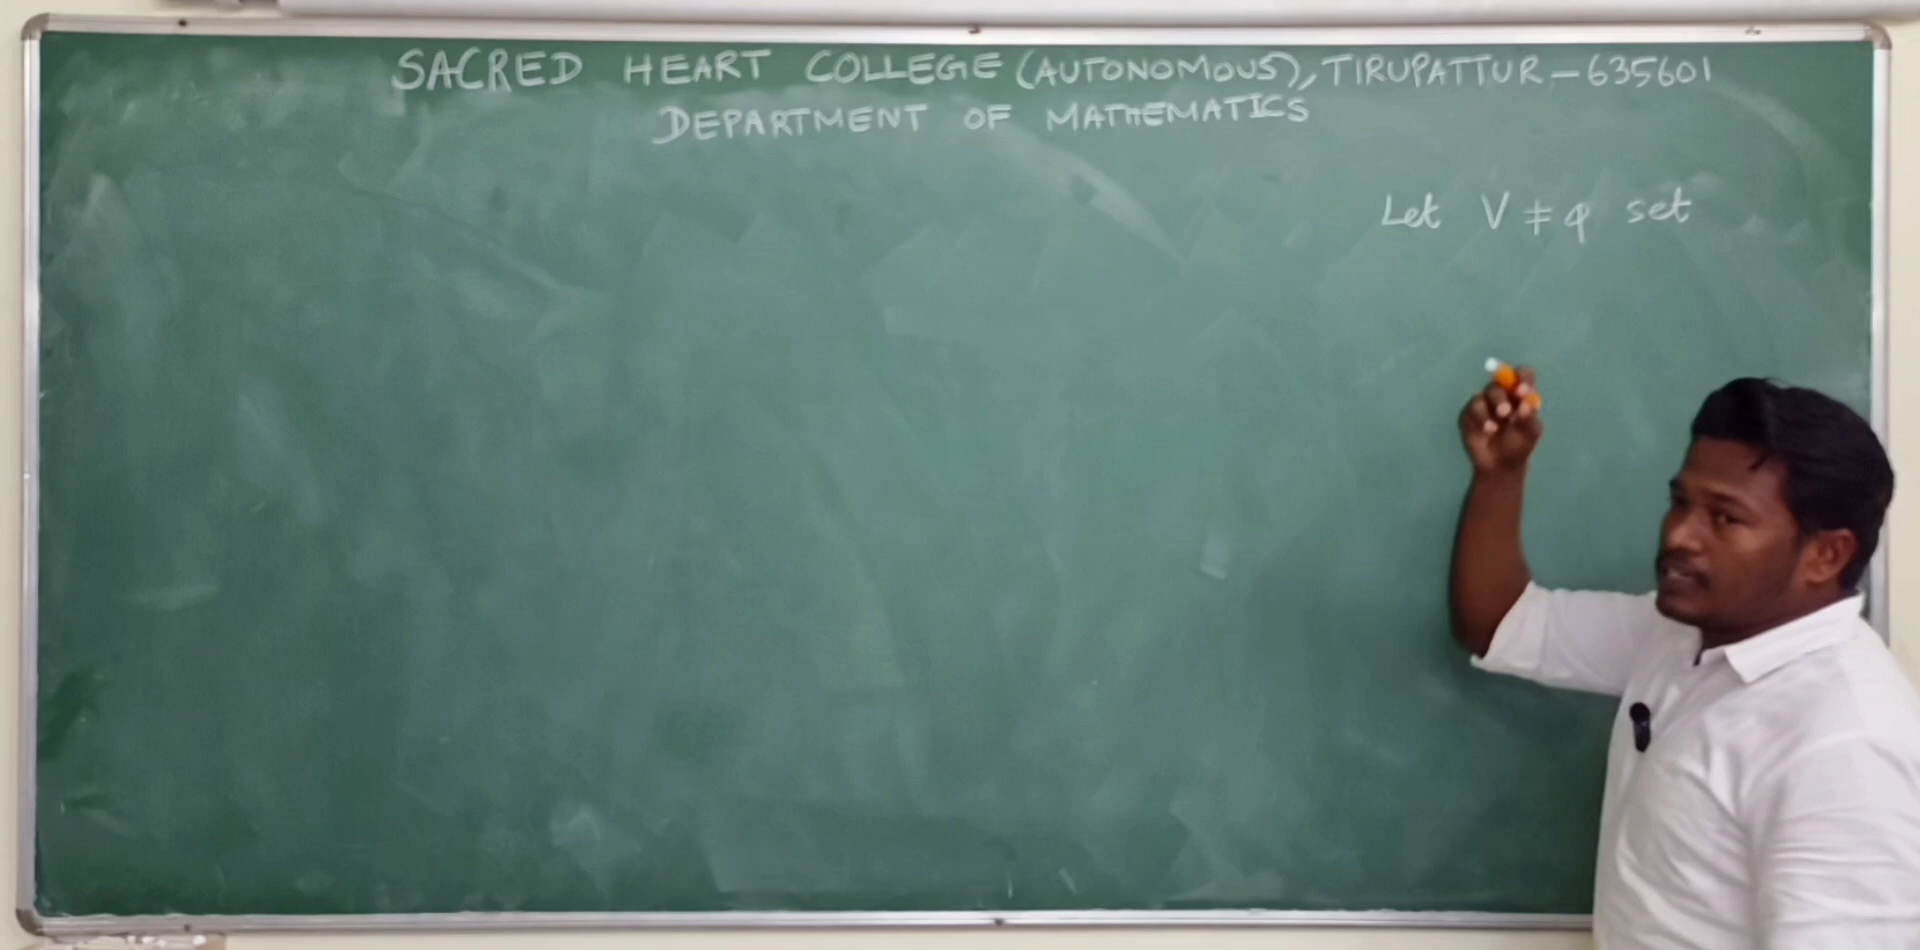 SACRED HEART COLLEGE (AUTONOMOUS), TIRUPATTUR - 635601
DEPARTMENT OF MATHEMATICS
Let V ≠ φ set